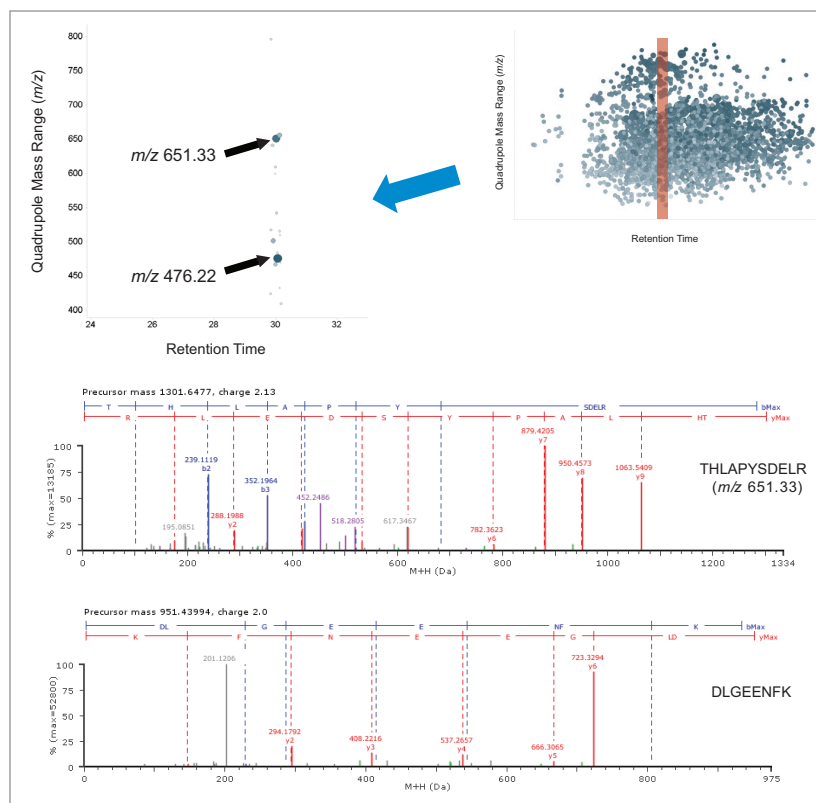 800
750
700
650
600
550
500
450
400
Quadrupole Mass Range (m/z)
m/z 651.33
m/z 476.22
24 26 28 30 32
Retention Time
Quadrupole Mass Range (m/z)
Retention Time
Precursor mass 1301.6477, charge 2.13
T H L A P Y SDELR bMax
R L E D S Y P A L HT yMax
% (max=13185)
100
75
50
25
0
195.0851
239.1119
b2
288.1988
y2
352.1964
b3
452.2486
518.2805
617.3467
782.3623
y6
879.4205
y7
950.4573
y8
1063.5409
y9
THLAPYSDELR
(m/z 651.33)
0 200 400 600 800 1000 1200 1334
M+H (Da)
Precursor mass 951.43994, charge 2.0
DL G E E NF K bMax
K F N E E G LD yMax
% (max=52800)
100
75
50
25
0
201.1206
294.1792
y2
408.2216
y3
537.2657
y4
666.3065
y5
723.3294
y6
DLGEENFK
0 200 400 600 800 975
M+H (Da)